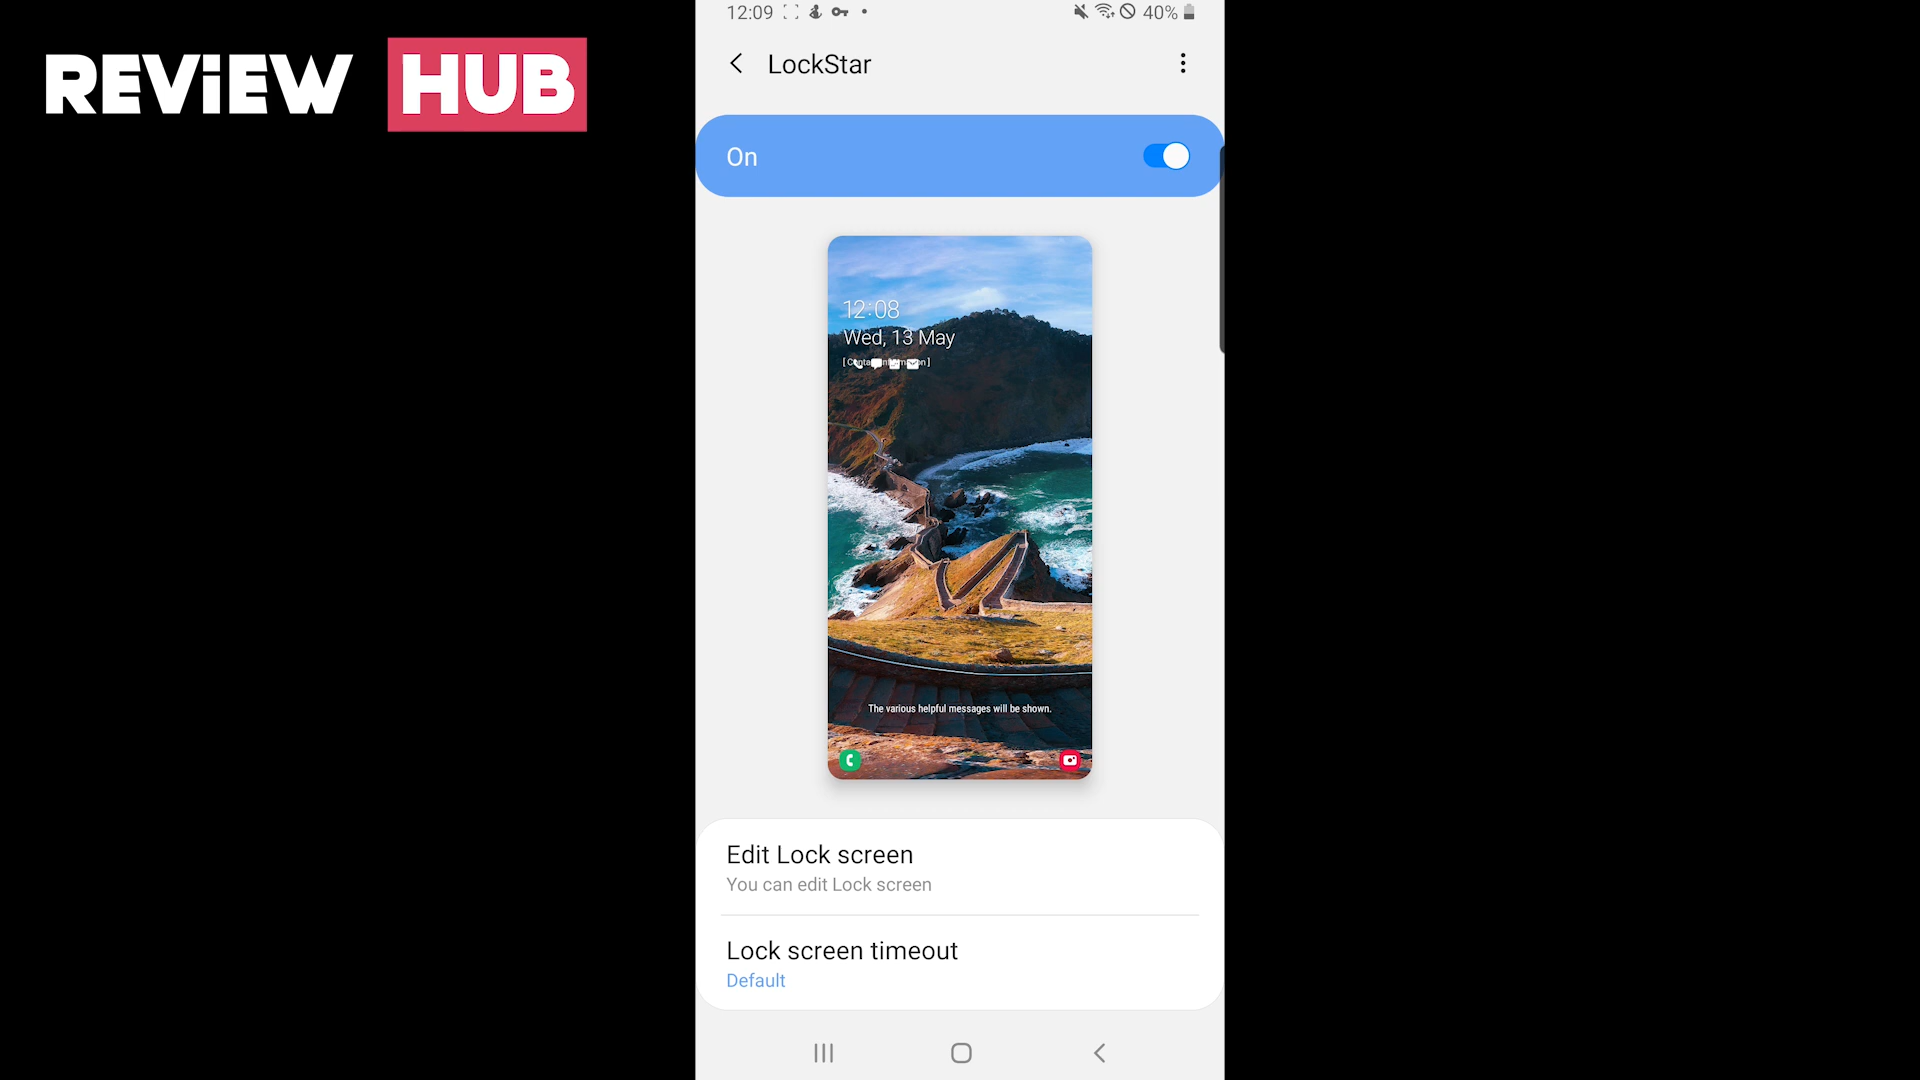 REViEW HUB
12:09
40%
LockStar
On
12:08
Wed, 13 May
The various helpful messages will be shown.
Edit Lock screen
You can edit Lock screen
Lock screen timeout
Default